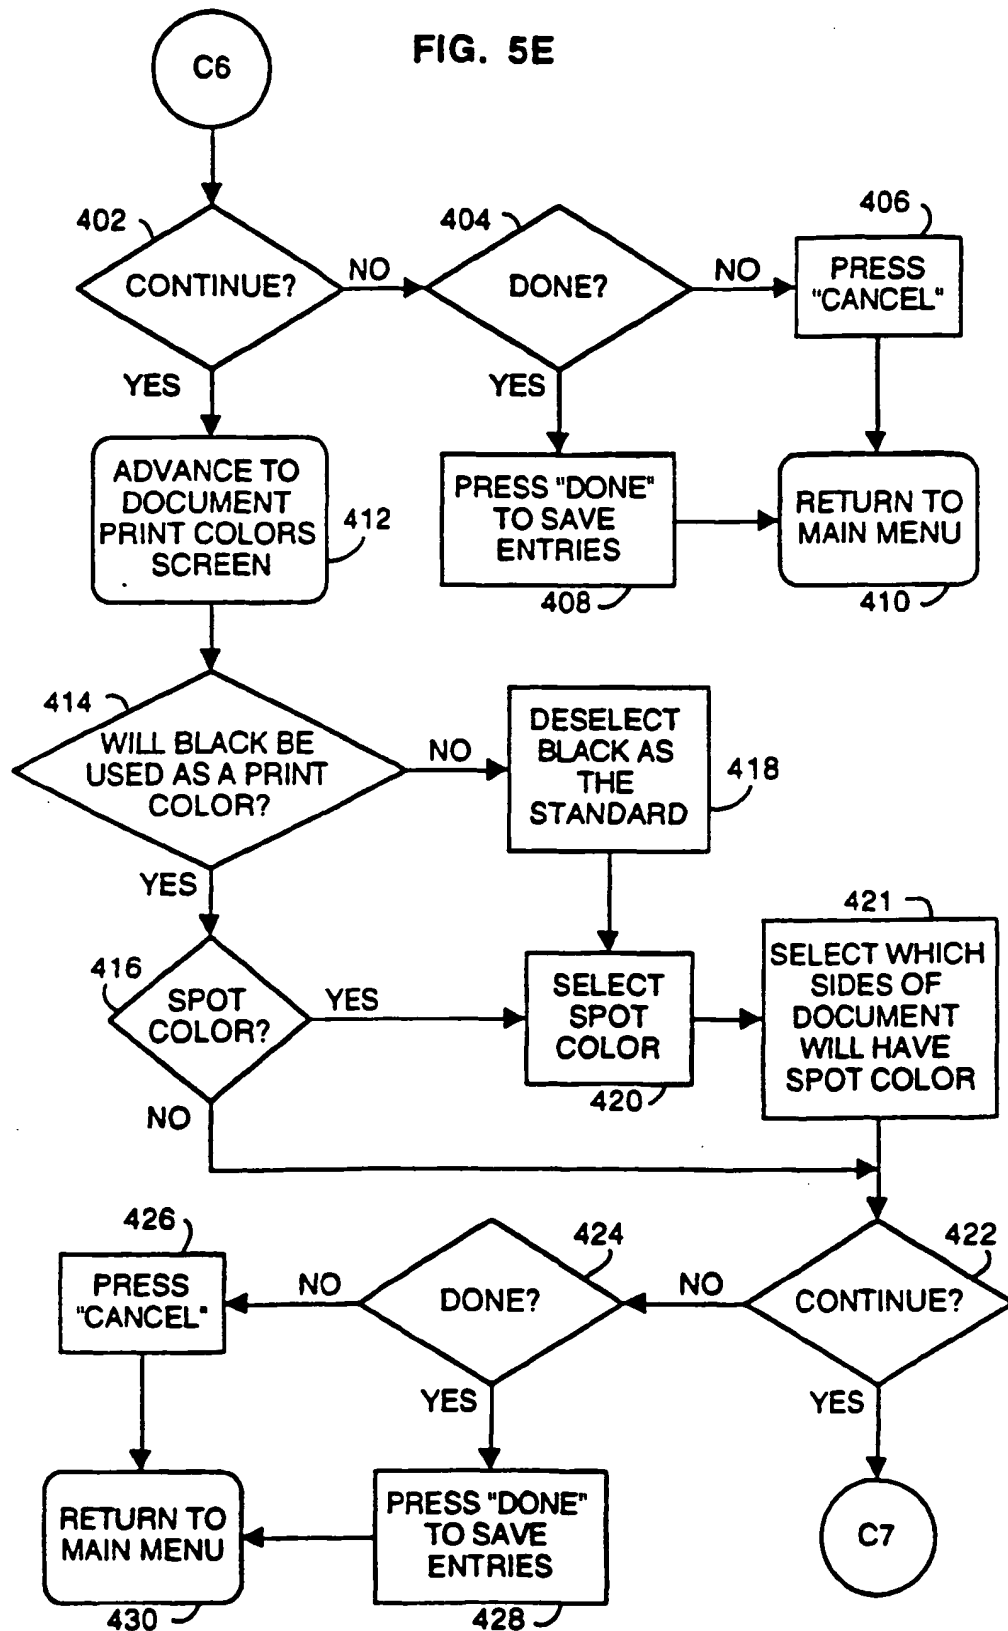 FIG. 5E
C6
402
CONTINUE?
NO
YES
404
DONE?
NO
YES
406
PRESS
"CANCEL"
ADVANCE TO
DOCUMENT
PRINT COLORS
SCREEN
412
PRESS "DONE"
TO SAVE
ENTRIES
408
RETURN TO
MAIN MENU
410
414
WILL BLACK BE
USED AS A PRINT
COLOR?
NO
YES
DESELECT
BLACK AS
THE
STANDARD
418
416
SPOT
COLOR?
YES
NO
SELECT
SPOT
COLOR
420
421
SELECT WHICH
SIDES OF
DOCUMENT
WILL HAVE
SPOT COLOR
422
CONTINUE?
NO
YES
424
DONE?
NO
YES
426
PRESS
"CANCEL"
RETURN TO
MAIN MENU
430
PRESS "DONE"
TO SAVE
ENTRIES
428
C7